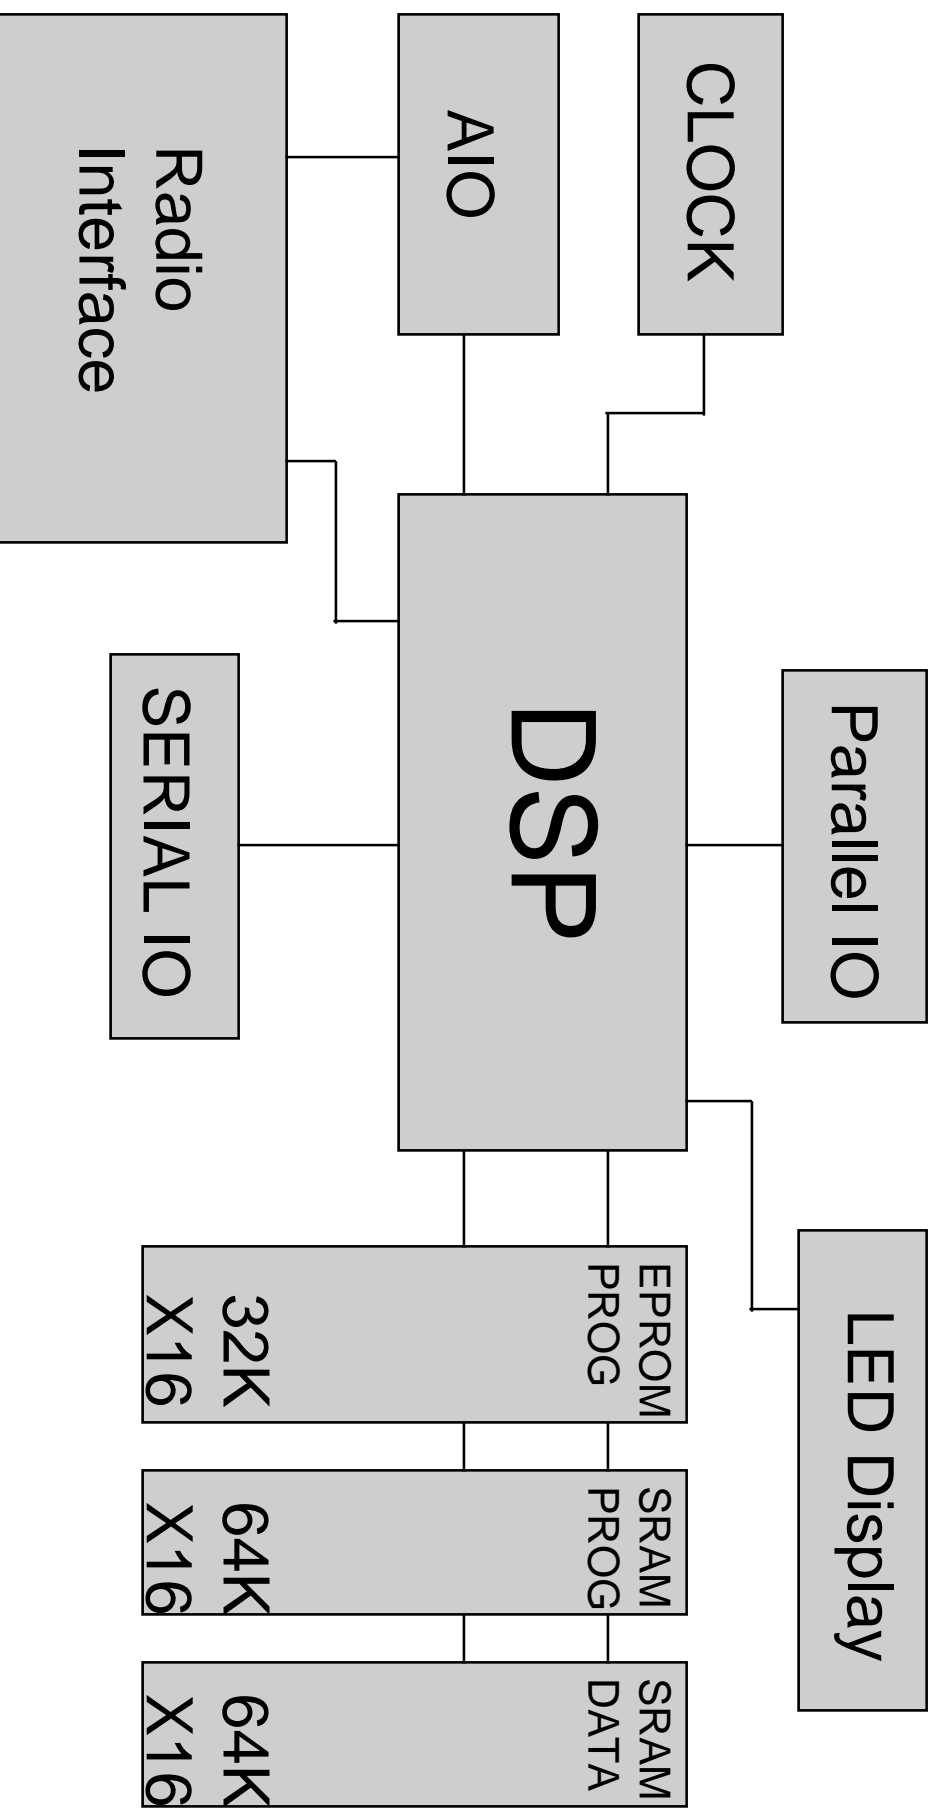 CLOCK
Parallel IO
LED Display
AIO
DSP
EPROM
PROG
32K
X16
SRAM
PROG
64K
X16
SRAM
DATA
64K
X16
Radio
Interface
SERIAL IO